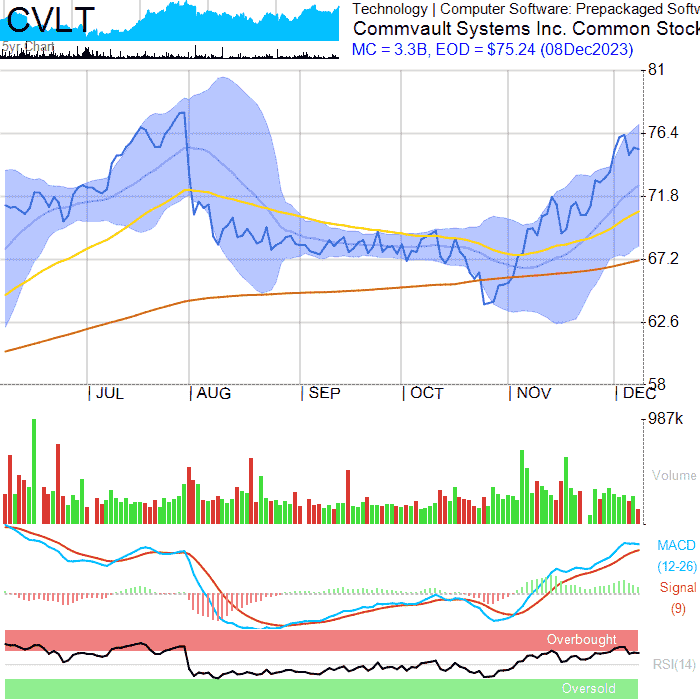 CVLT
5yr Chart
Technology | Computer Software: Prepackaged Softw
Commvault Systems Inc. Common Stock
MC = 3.3B, EOD = $75.24 (08Dec2023)
81
76.4
71.8
67.2
62.6
58
JUL
AUG
SEP
OCT
NOV
DEC
987k
Volume
MACD
(12-26)
Signal
(9)
Overbought
RSI(14)
Oversold